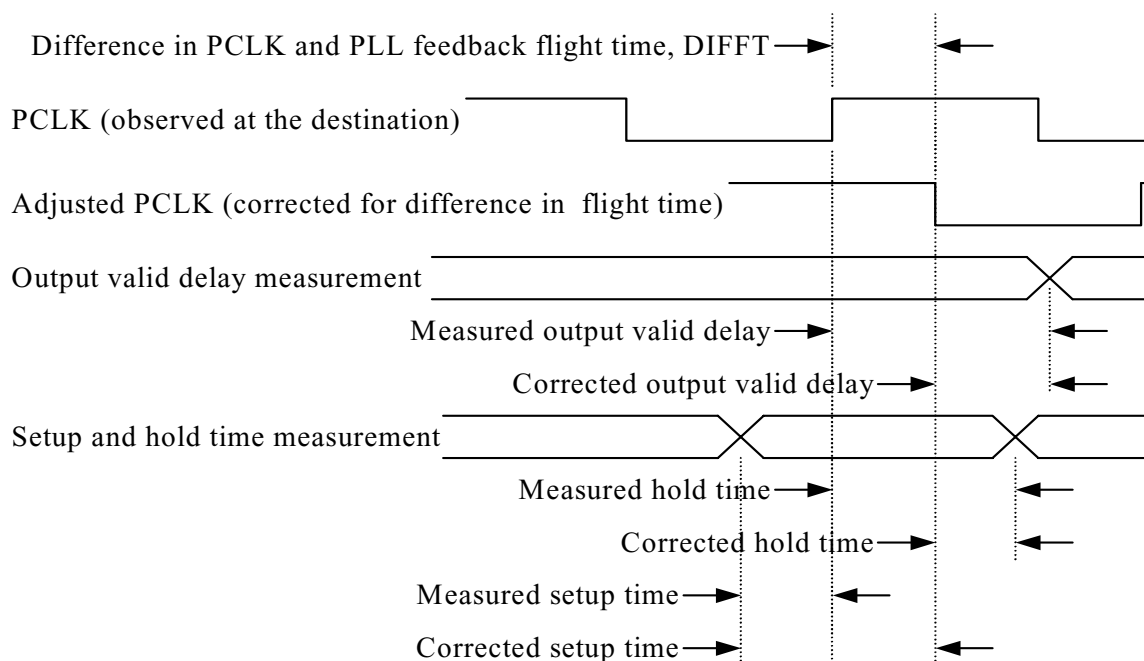 Difference in PCLK and PLL feedback flight time, DIFFT
PCLK (observed at the destination)
Adjusted PCLK (corrected for difference in flight time)
Output valid delay measurement
Measured output valid delay
Corrected output valid delay
Setup and hold time measurement
Measured hold time
Corrected hold time
Measured setup time
Corrected setup time